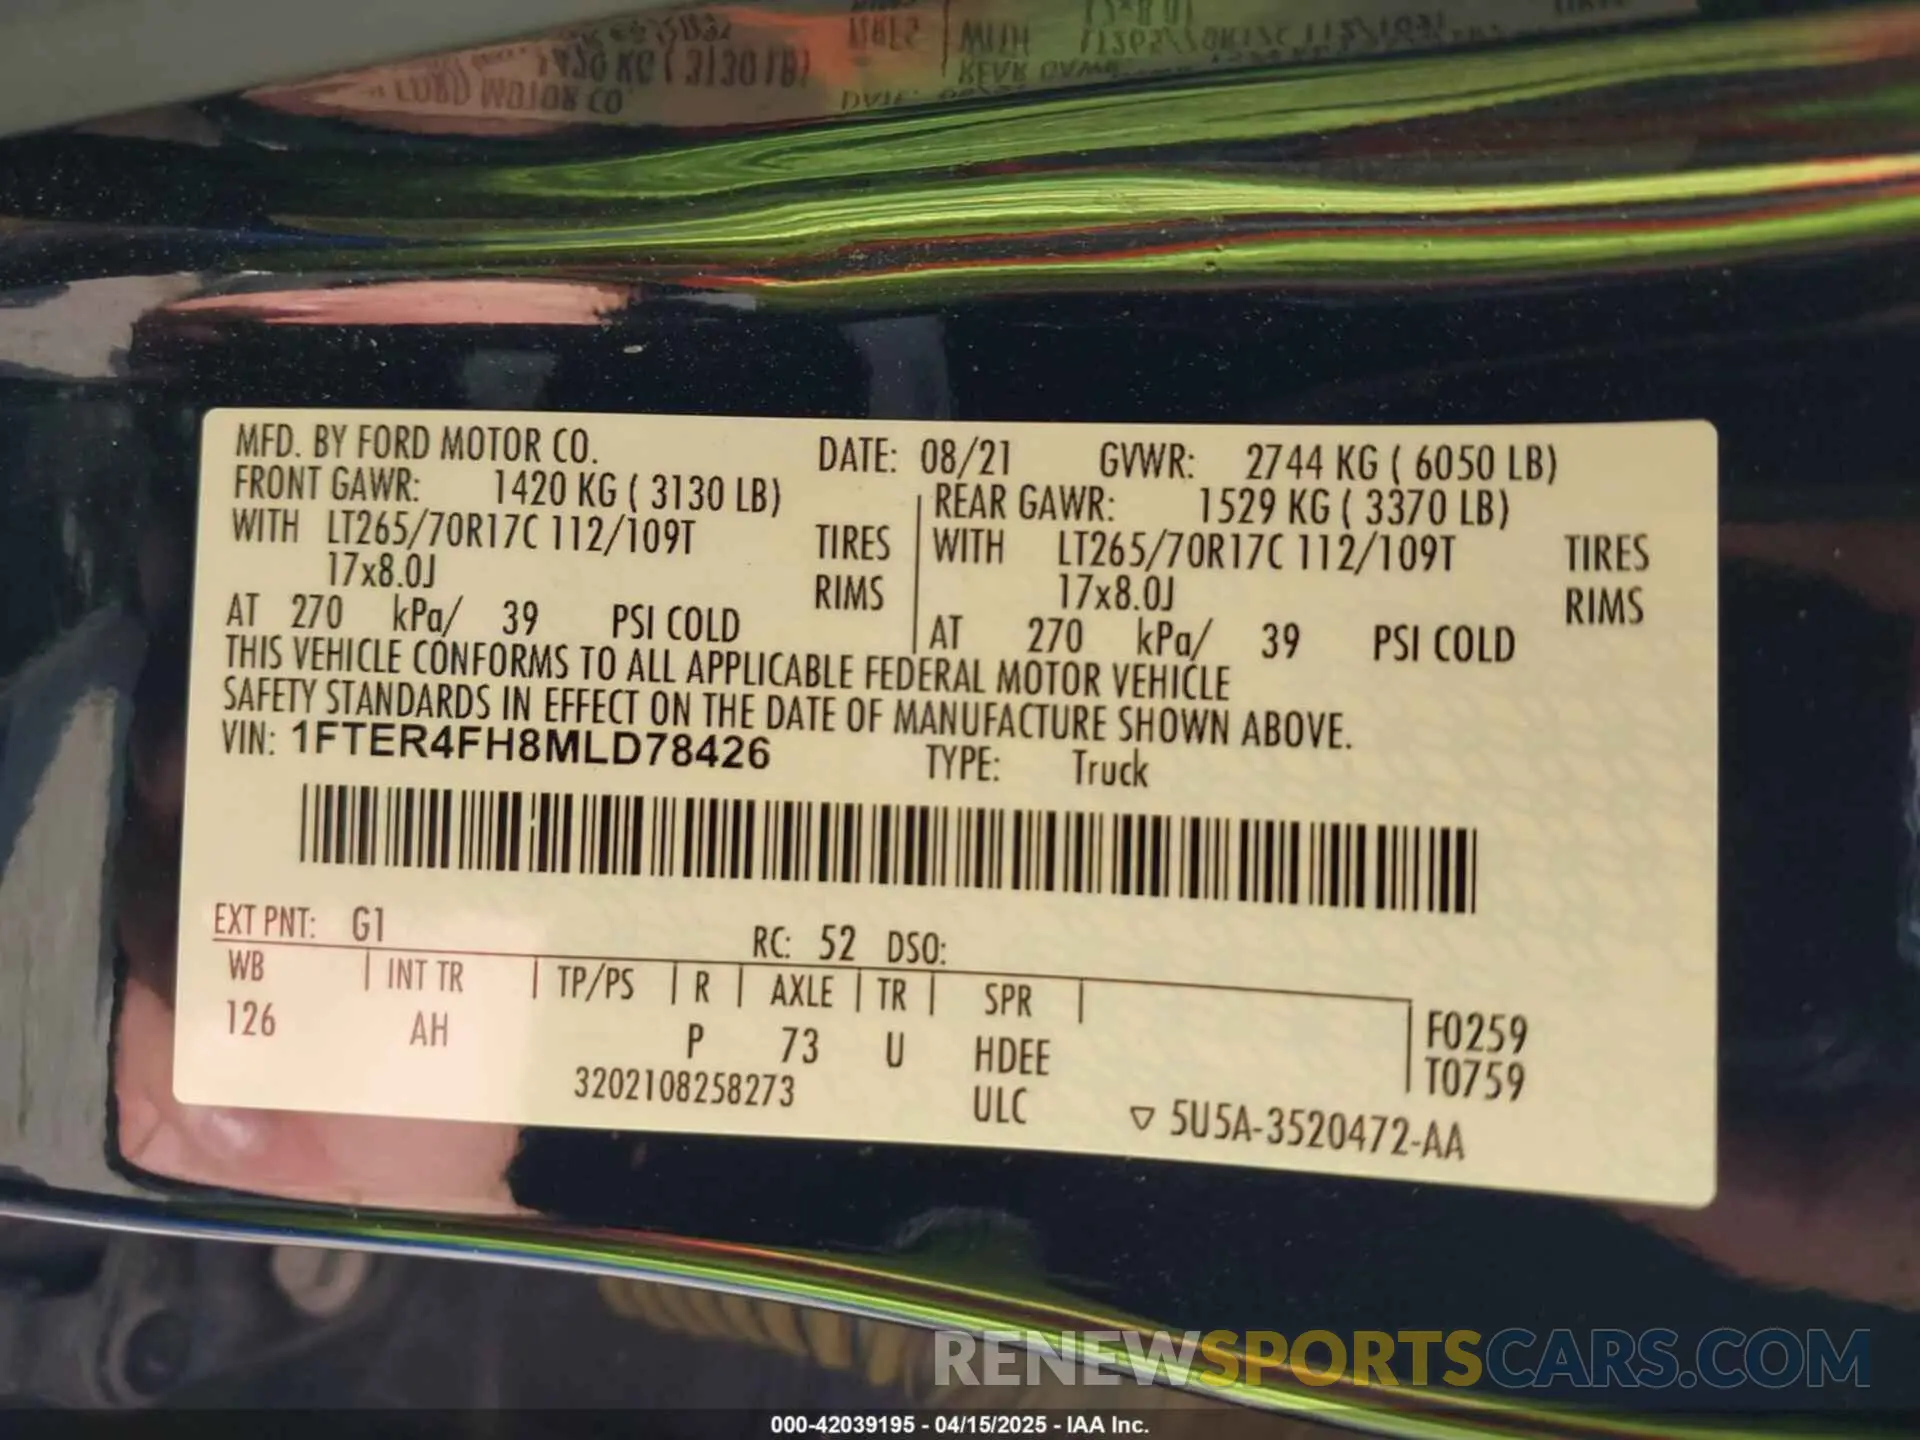 MFD. BY FORD MOTOR CO. DATE: 08/21 GVWR: 2744 KG ( 6050 LB)
FRONT GAWR: 1420 KG ( 3130 LB) REAR GAWR: 1529 KG ( 3370 LB)
WITH LT265/70R17C 112/109T TIRES WITH LT265/70R17C 112/109T TIRES
17x8.0J RIMS 17x8.0J RIMS
AT 270 kPa/ 39 PSI COLD AT 270 kPa/ 39 PSI COLD
THIS VEHICLE CONFORMS TO ALL APPLICABLE FEDERAL MOTOR VEHICLE
SAFETY STANDARDS IN EFFECT ON THE DATE OF MANUFACTURE SHOWN ABOVE.
VIN: 1FTER4FH8MLD78426 TYPE: Truck
EXT PNT: G1 RC: 52 DSO:
WB INT TR TP/PS R AXLE TR SPR
126 AH P 73 U HDEE F0259
3202108258273 ULC T0759
▽ 5U5A-3520472-AA
RENEWSPORTSCARS.COM
000-42039195 - 04/15/2025 - IAA Inc.